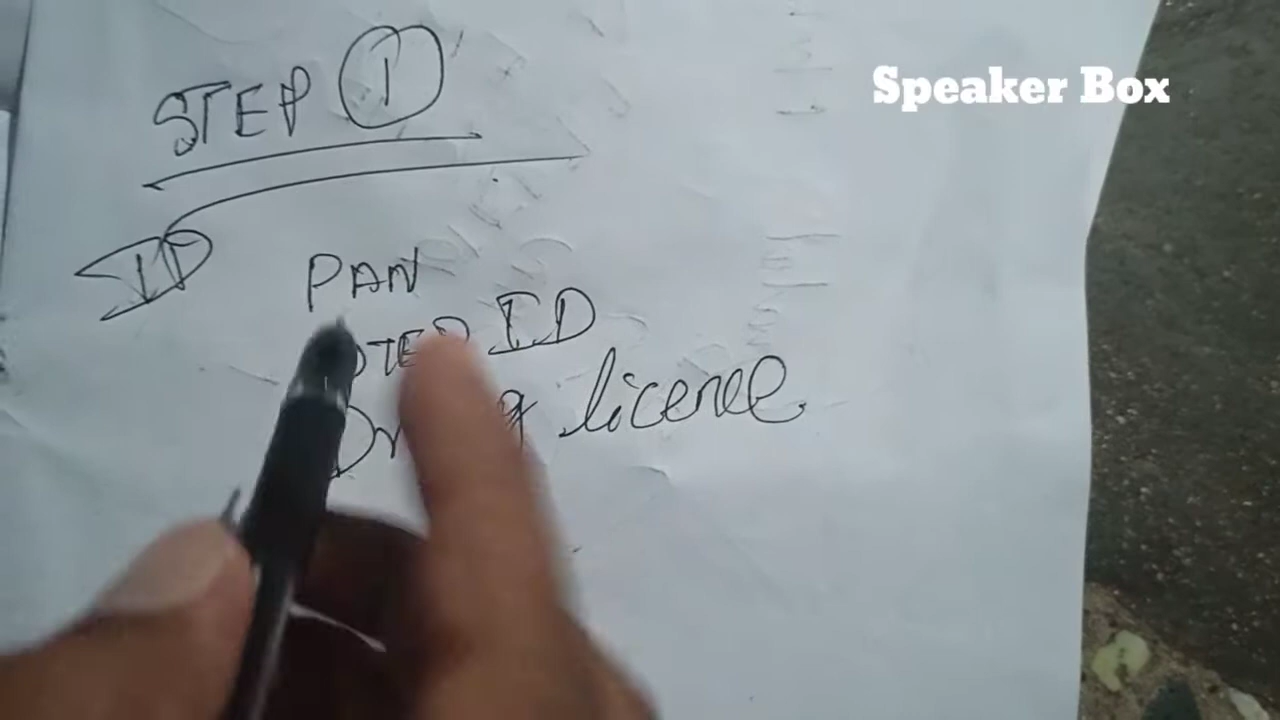 Speaker Box
STEP 1
ID
PAN
ID
licence